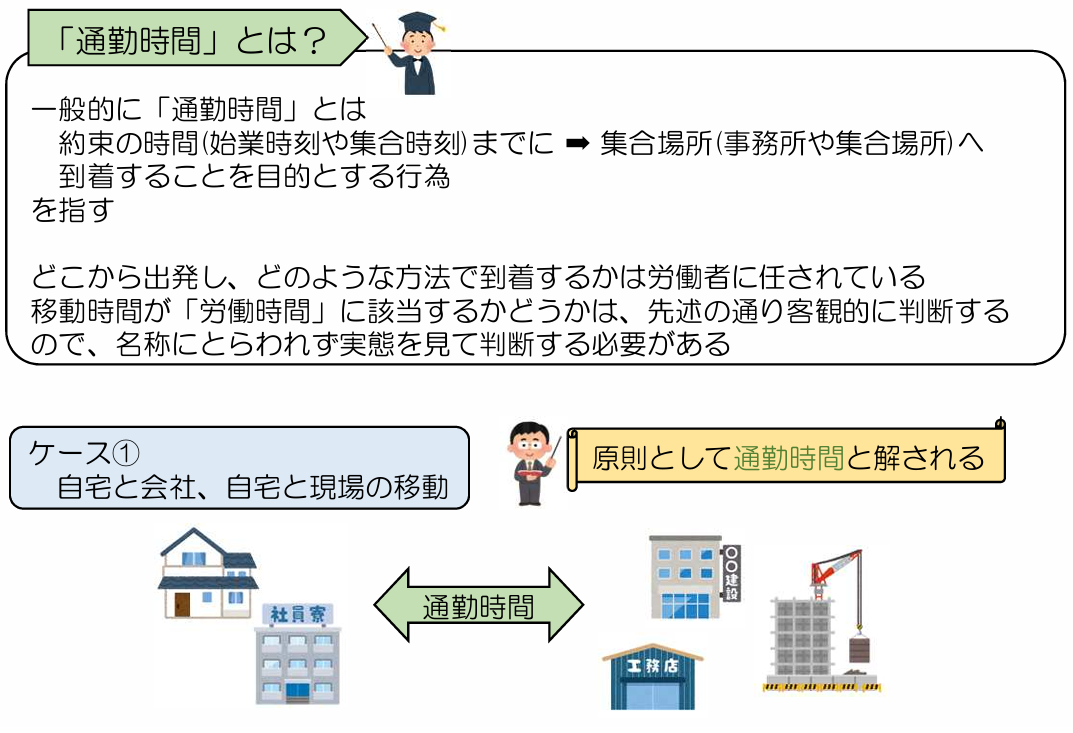 「通勤時間」とは？
一般的に「通勤時間」とは
約束の時間(始業時刻や集合時刻)までに ➡ 集合場所(事務所や集合場所)へ
到着することを目的とする行為
を指す
どこから出発し、どのような方法で到着するかは労働者に任されている
移動時間が「労働時間」に該当するかどうかは、先述の通り客観的に判断する
ので、名称にとらわれず実態を見て判断する必要がある
ケース①
自宅と会社、自宅と現場の移動
原則として通勤時間と解される
社員寮
通勤時間
〇〇建設
工務店